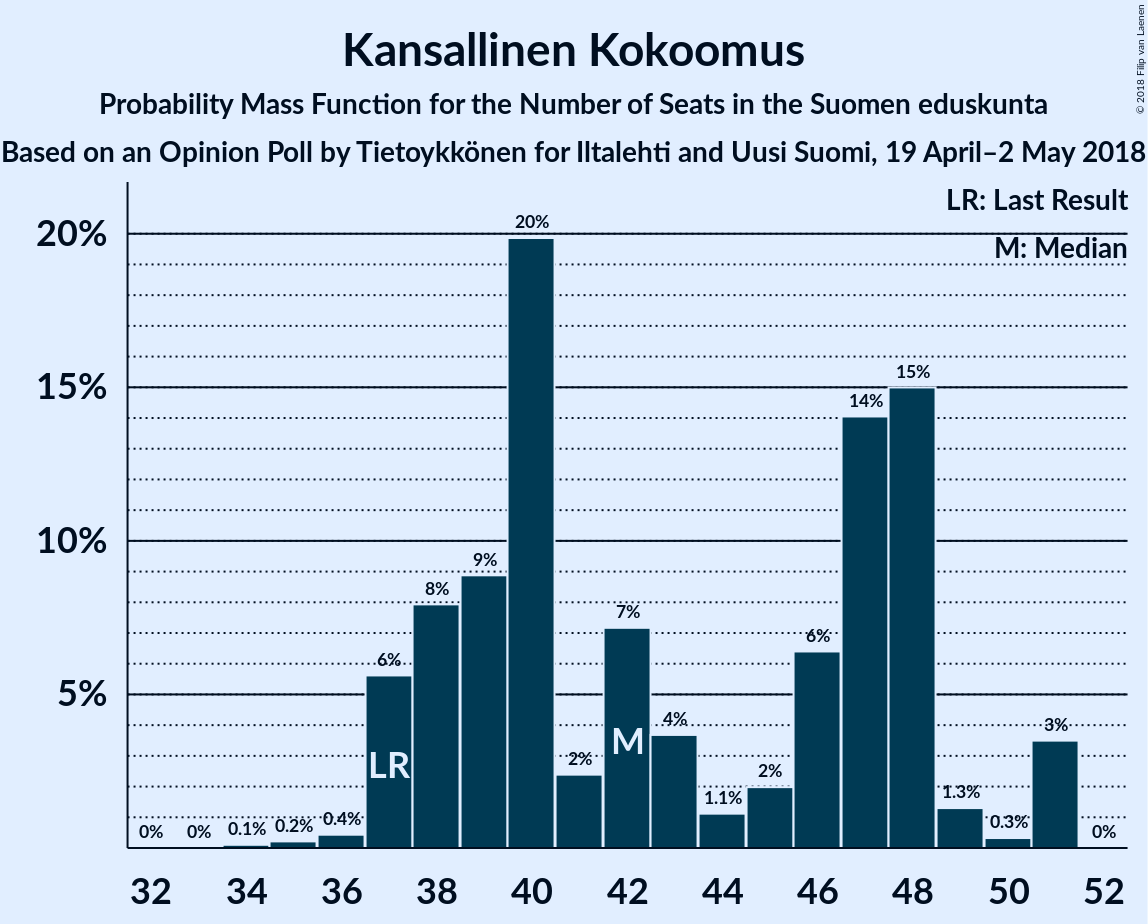 Kansallinen Kokoomus
Probability Mass Function for the Number of Seats in the Suomen eduskunta
Based on an Opinion Poll by Tietoykkönen for Iltalehti and Uusi Suomi, 19 April–2 May 2018
© 2018 Filip van Laenen
LR: Last Result
M: Median
20%
15%
10%
5%
0%
0%
0.1%
0.2%
0.4%
6%
8%
9%
20%
2%
7%
4%
1.1%
2%
6%
14%
15%
1.3%
0.3%
3%
0%
LR
M
32 34 36 38 40 42 44 46 48 50 52